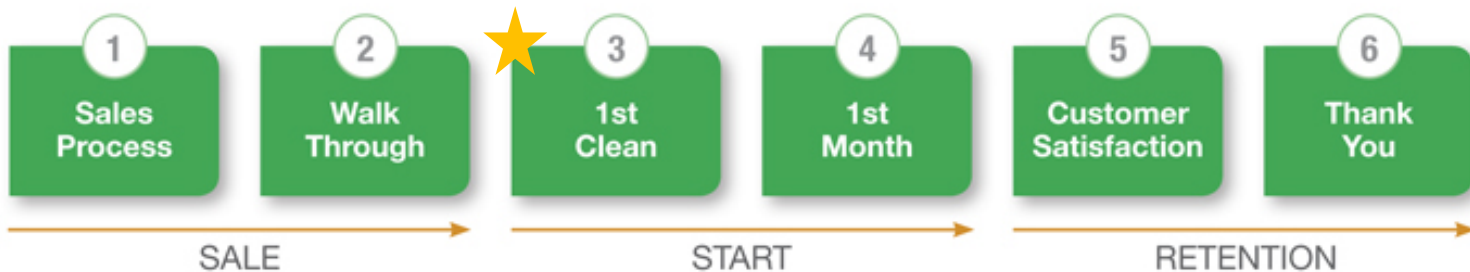 1
Sales
Process
2
Walk
Through
3
1st
Clean
4
1st
Month
5
Customer
Satisfaction
6
Thank
You
SALE
START
RETENTION